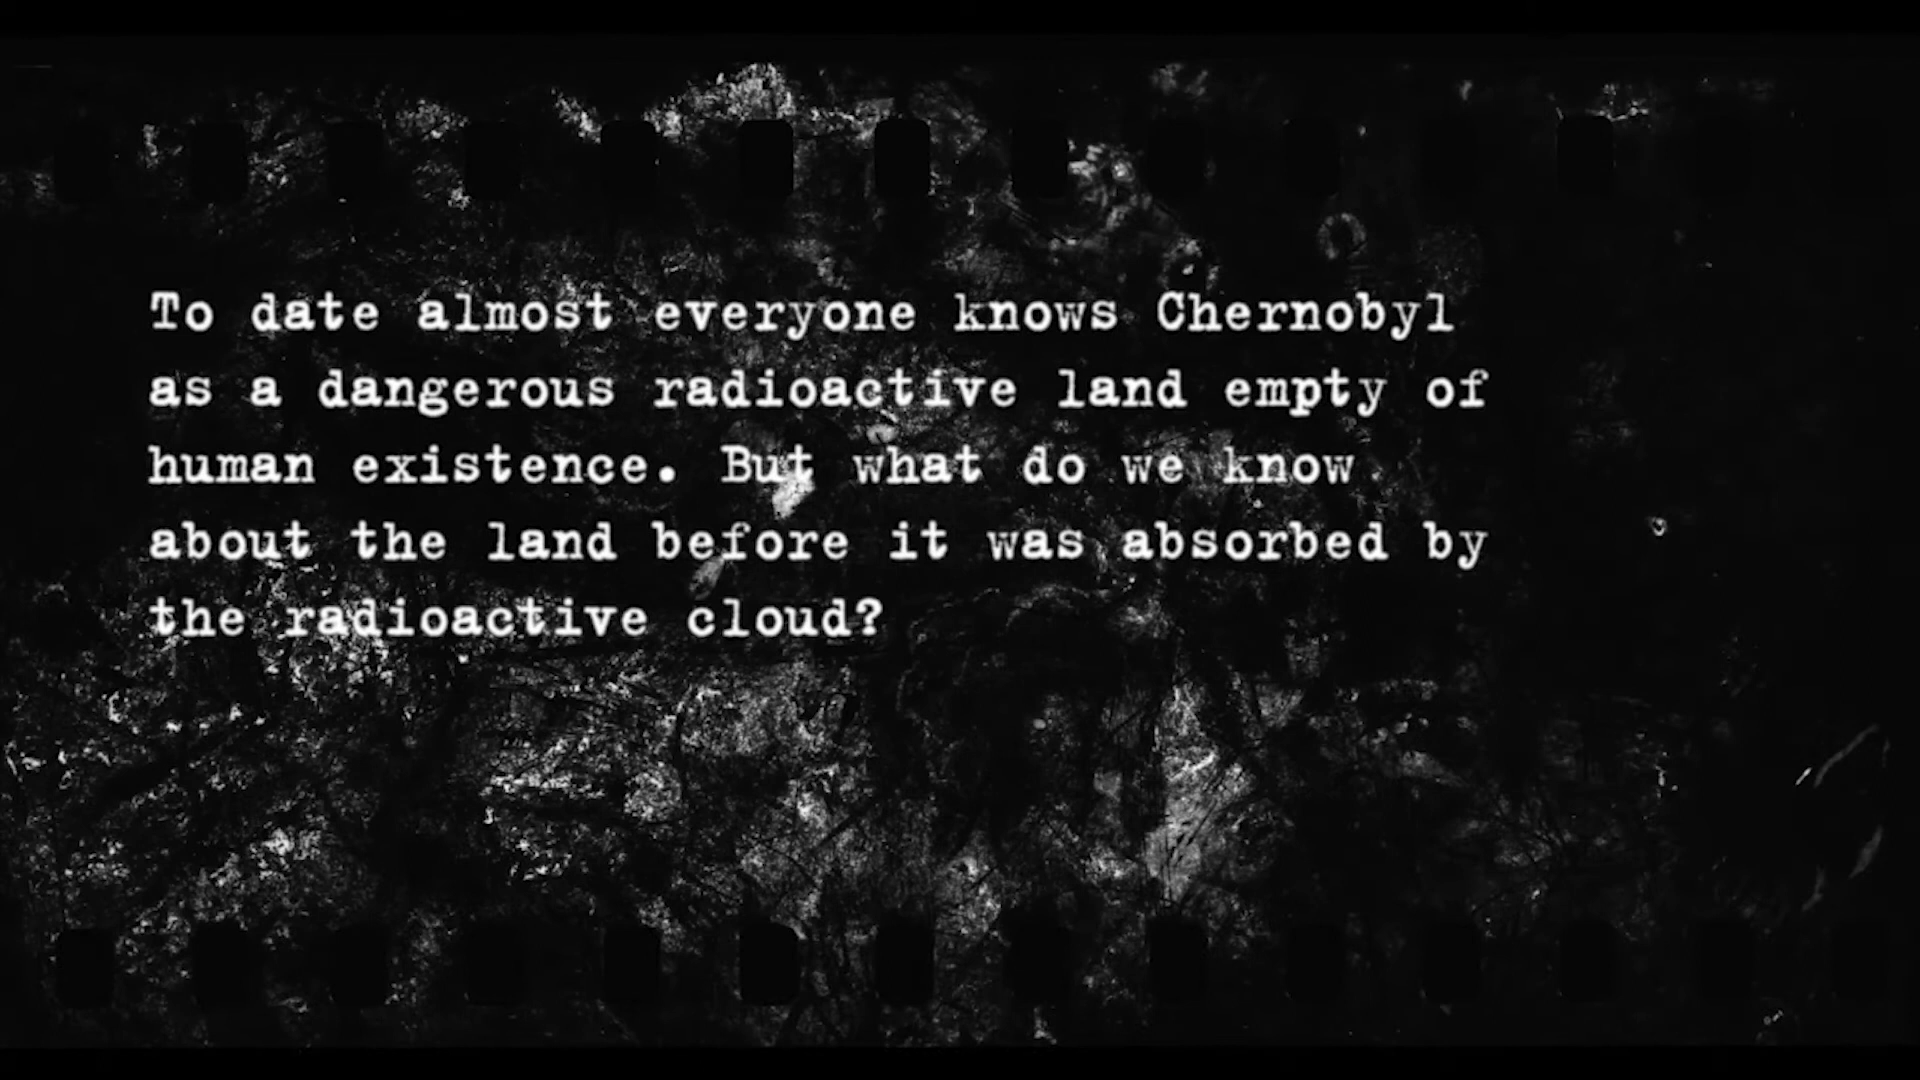 To date almost everyone knows Chernobyl
as a dangerous radioactive land empty of
human existence. But what do we know
about the land before it was absorbed by
the radioactive cloud?